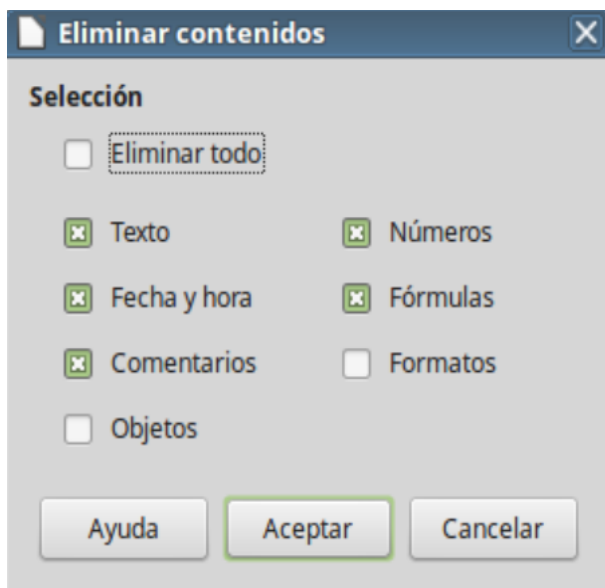 Eliminar contenidos
Selección
Eliminar todo
Texto
Números
Fecha y hora
Fórmulas
Comentarios
Formatos
Objetos
Ayuda
Aceptar
Cancelar